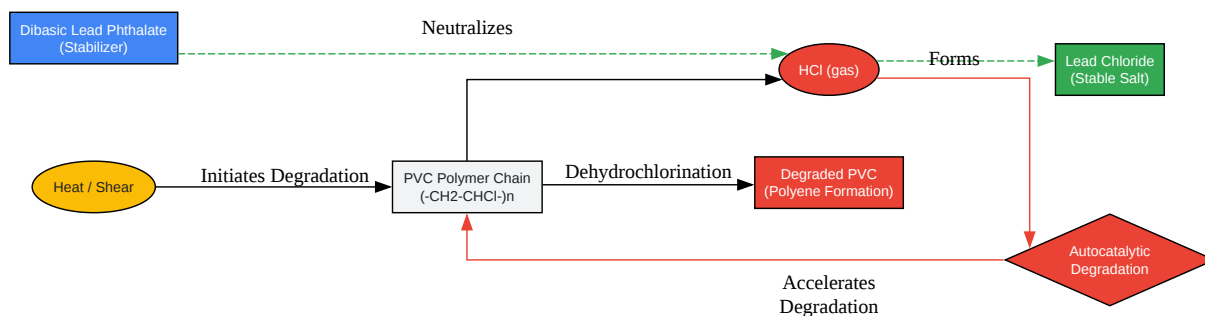 Dibasic Lead Phthalate
(Stabilizer)
Neutralizes
HCl (gas)
Forms
Lead Chloride
(Stable Salt)
Heat / Shear
Initiates Degradation
PVC Polymer Chain
(-CH2-CHCl-)n
Dehydrochlorination
Degraded PVC
(Polyene Formation)
Autocatalytic
Degradation
Accelerates
Degradation